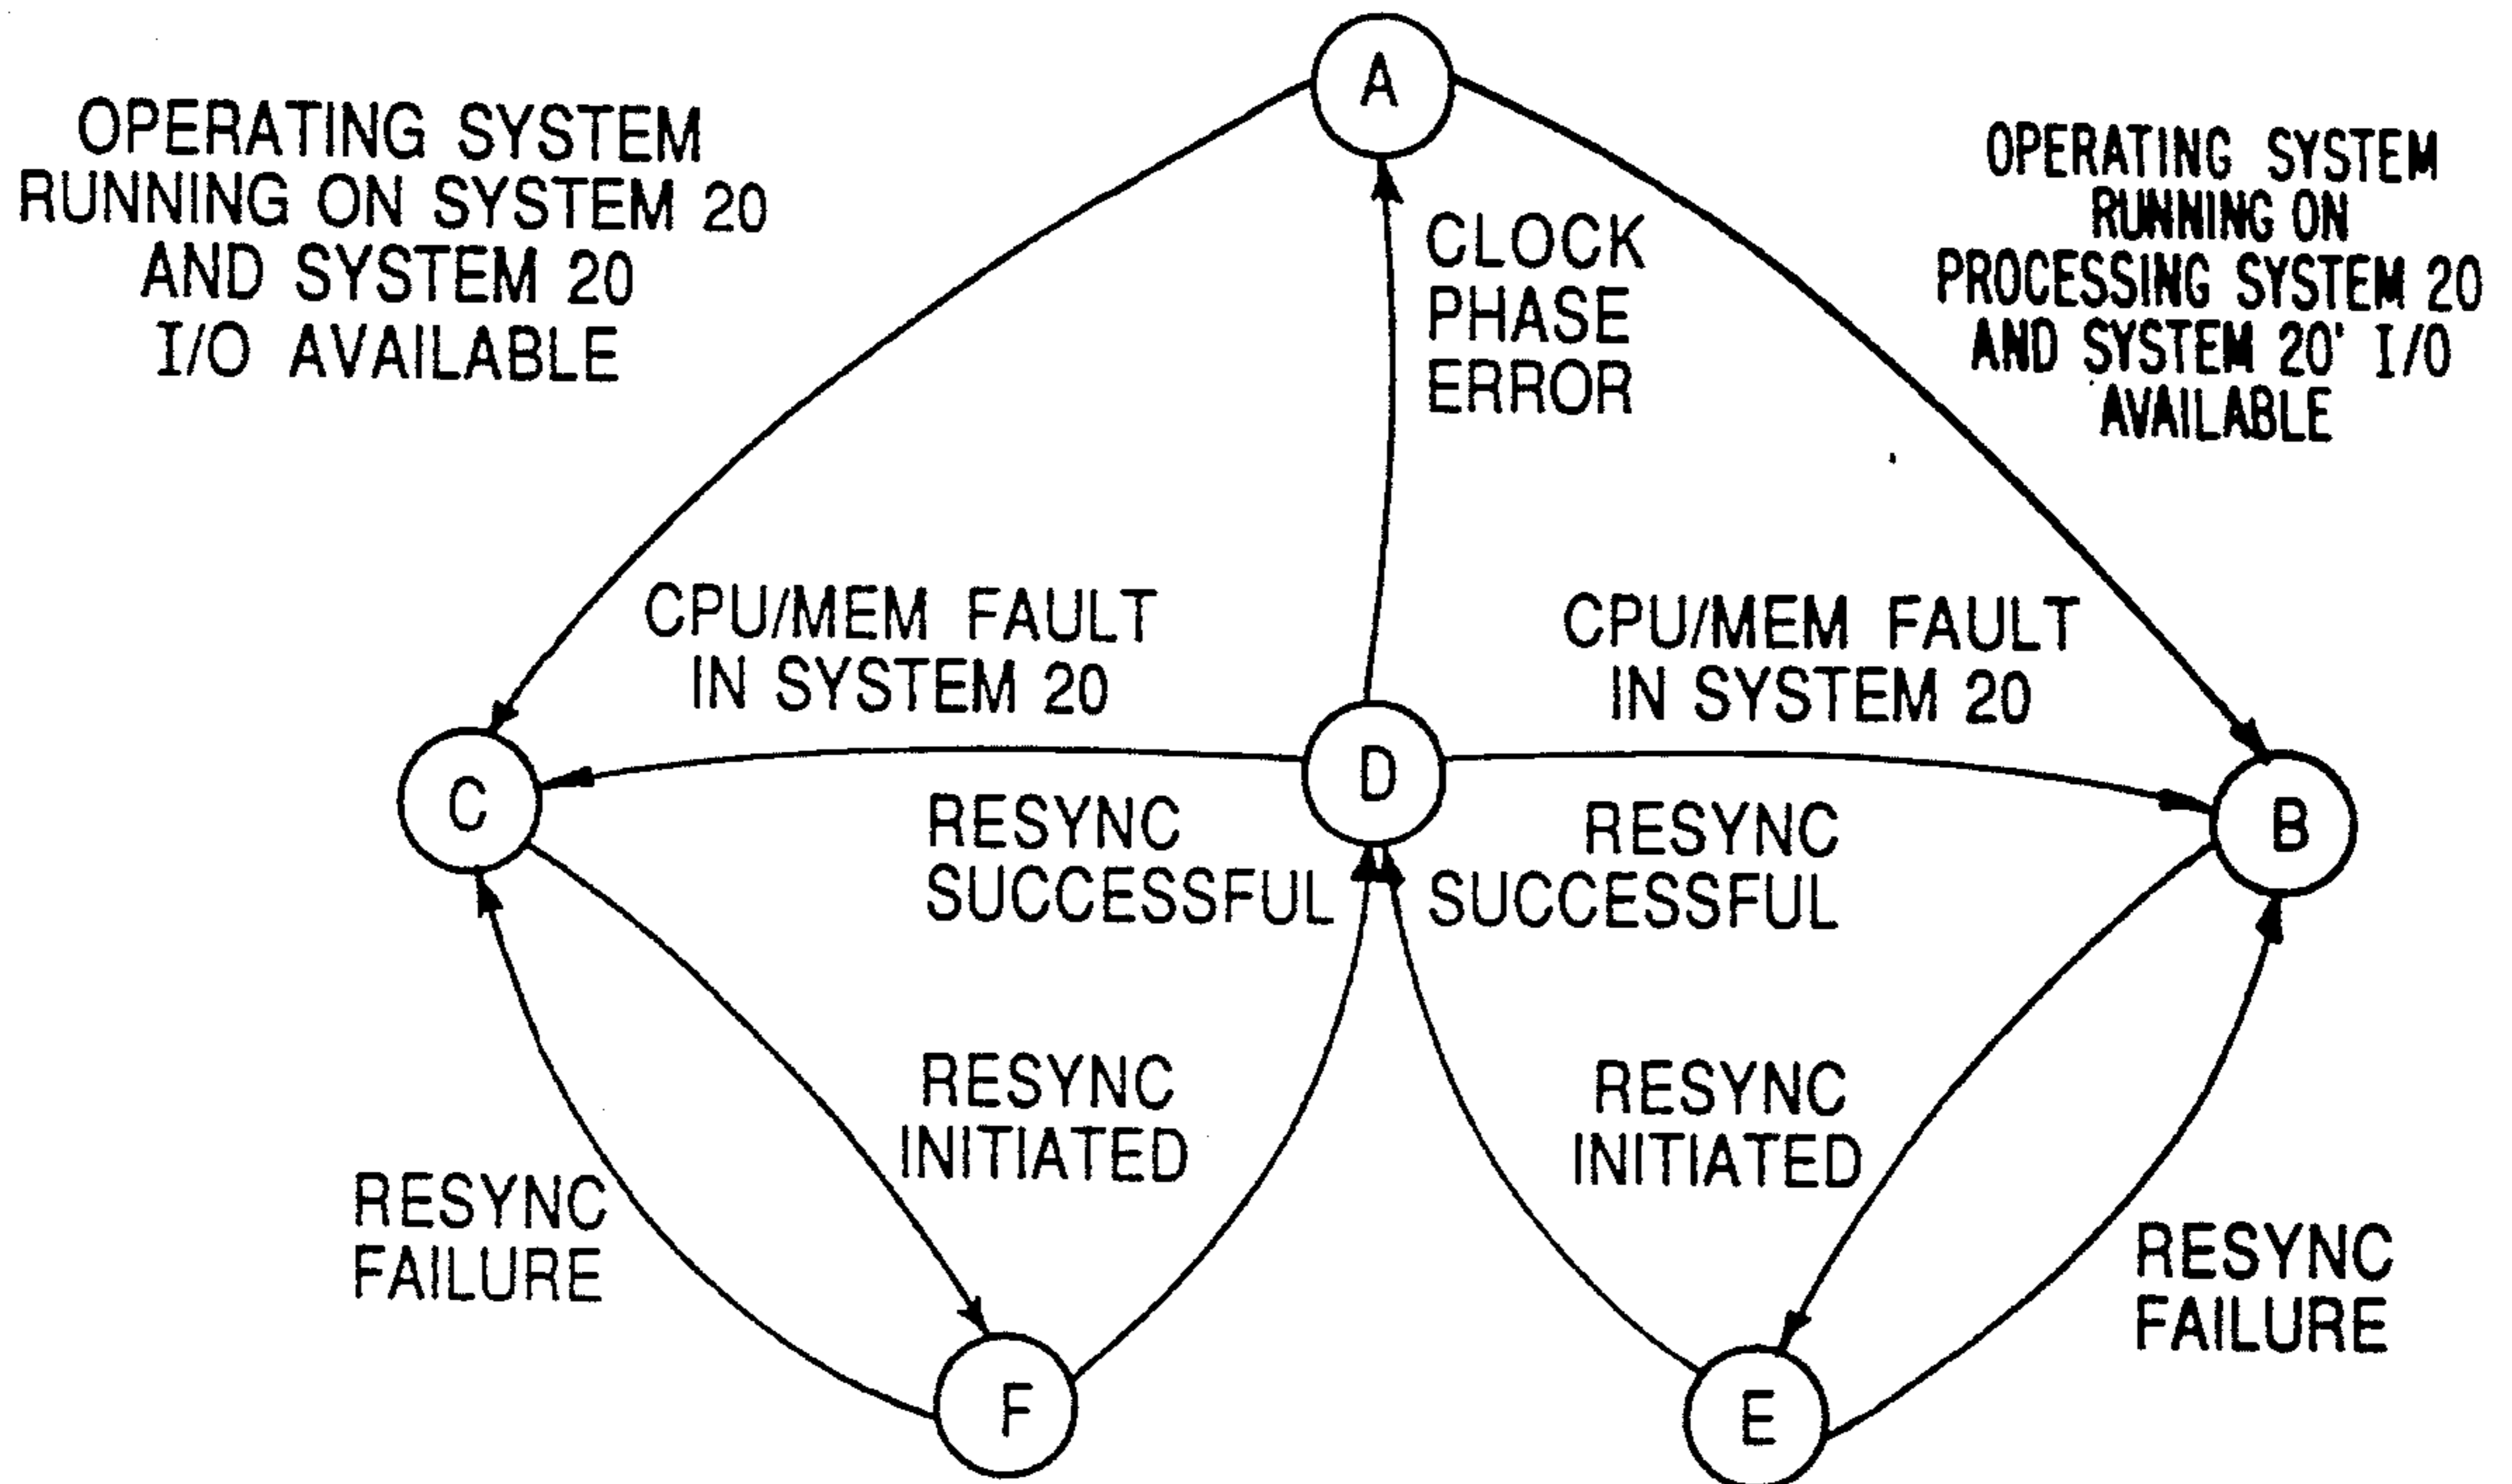 A
OPERATING SYSTEM
RUNNING ON SYSTEM 20
AND SYSTEM 20
I/O AVAILABLE
CLOCK
PHASE
ERROR
OPERATING SYSTEM
RUNNING ON
PROCESSING SYSTEM 20
AND SYSTEM 20' I/O
AVAILABLE
CPU/MEM FAULT
IN SYSTEM 20
CPU/MEM FAULT
IN SYSTEM 20
C
D
B
RESYNC
SUCCESSFUL
RESYNC
SUCCESSFUL
RESYNC
INITIATED
RESYNC
INITIATED
RESYNC
FAILURE
RESYNC
FAILURE
F
E